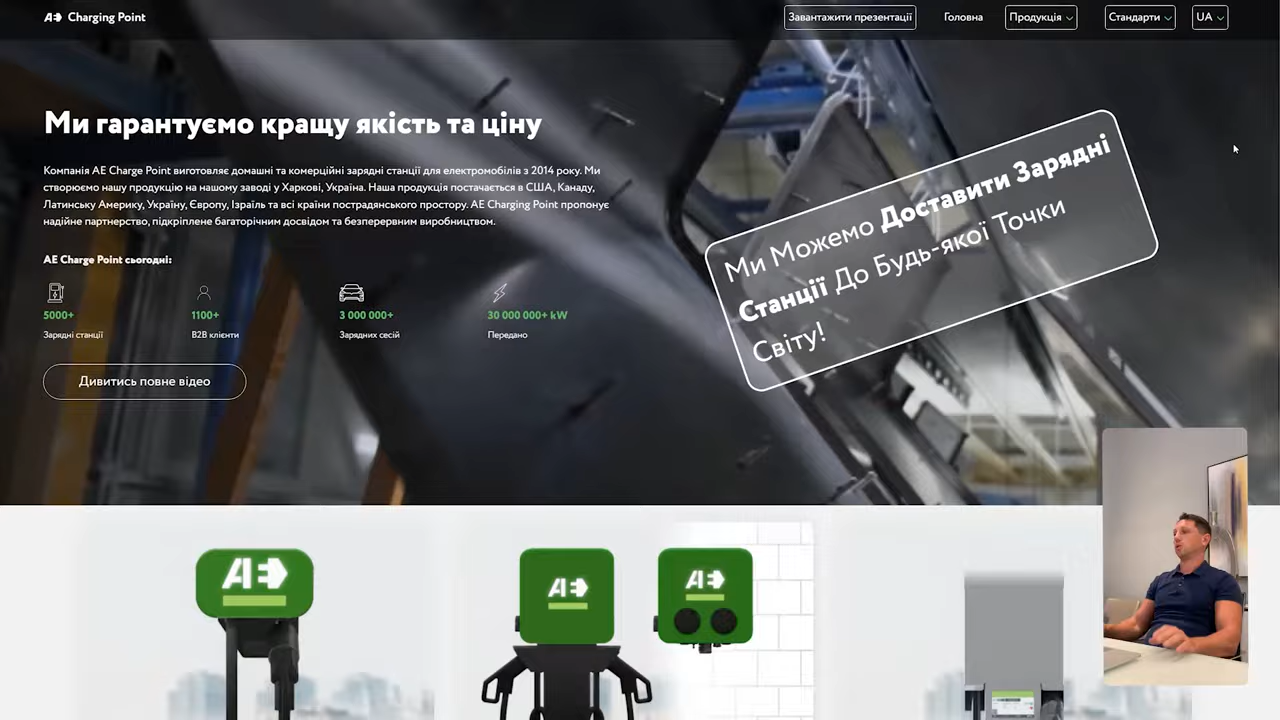 AE Charging Point
Завантажити презентації
Головна
Продукція
Стандарти
UA
Ми гарантуємо кращу якість та ціну
Компанія AE Charge Point виготовляє домашні та комерційні зарядні станції для електромобілів з 2014 року. Ми
створюємо нашу продукцію на нашому заводі у Харкові, Україна. Наша продукція постачається в США, Канаду,
Латинську Америку, Україну, Європу, Ізраїль та всі країни пострадянського простору. AE Charging Point пропонує
надійне партнерство, підкріплене багаторічним досвідом та безперервним виробництвом.
AE Charge Point сьогодні:
5000+
Зарядні станції
1100+
B2B клієнти
3 000 000+
Зарядних сесій
30 000 000+ kW
Передано
Дивитись повне відео
Ми Можемо Доставити Зарядні
Станції До Будь-якої Точки
Світу!
AE
AE
AE